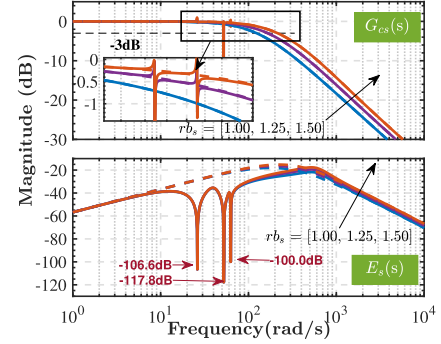 0
-10
-20
-30
-3dB
0
0.5
-1
G_cs(s)
rb_s = [1.00, 1.25, 1.50]
Magnitude (dB)
-20
-40
-60
-80
-100
-120
-106.6dB
-117.8dB
-100.0dB
rb_s = [1.00, 1.25, 1.50]
E_s(s)
10^0
10^1
10^2
10^3
10^4
Frequency(rad/s)